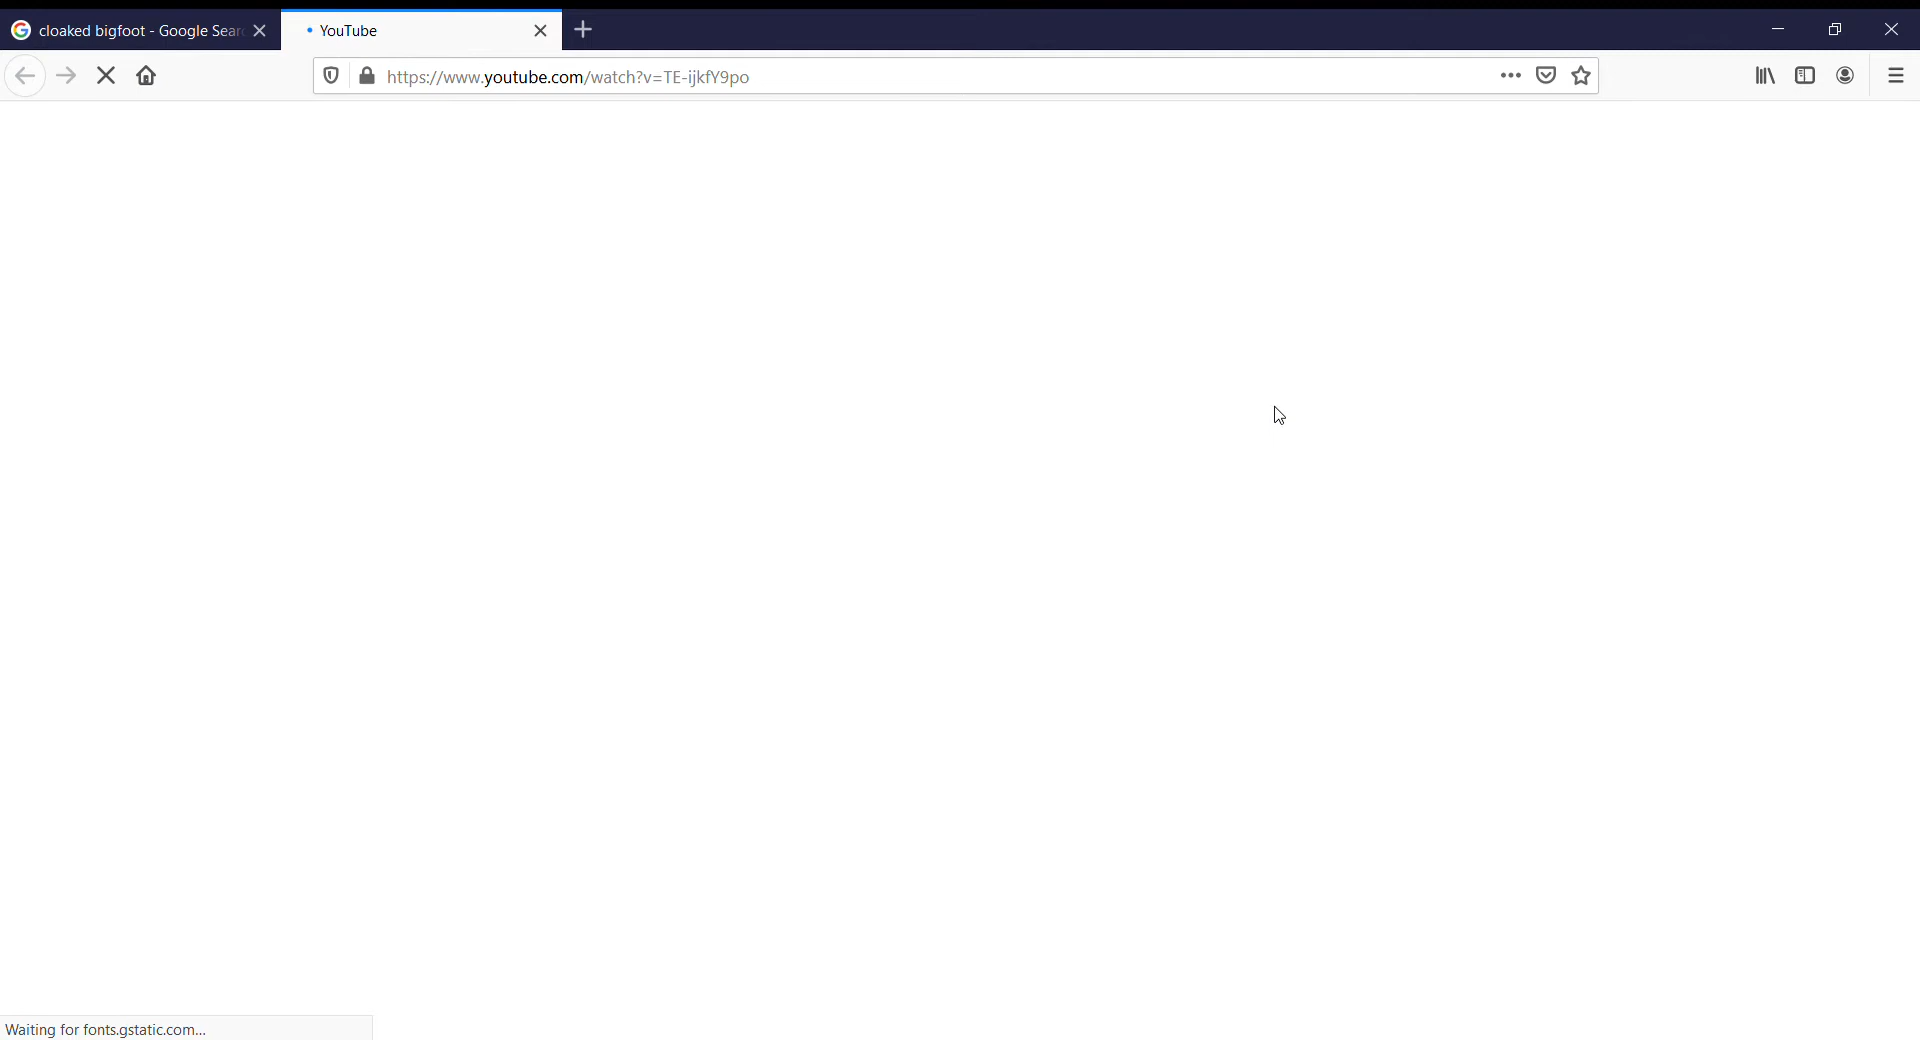 cloaked bigfoot - Google Sear
YouTube
https://www.youtube.com/watch?v=TE-ijkfY9po
Waiting for fonts.gstatic.com...